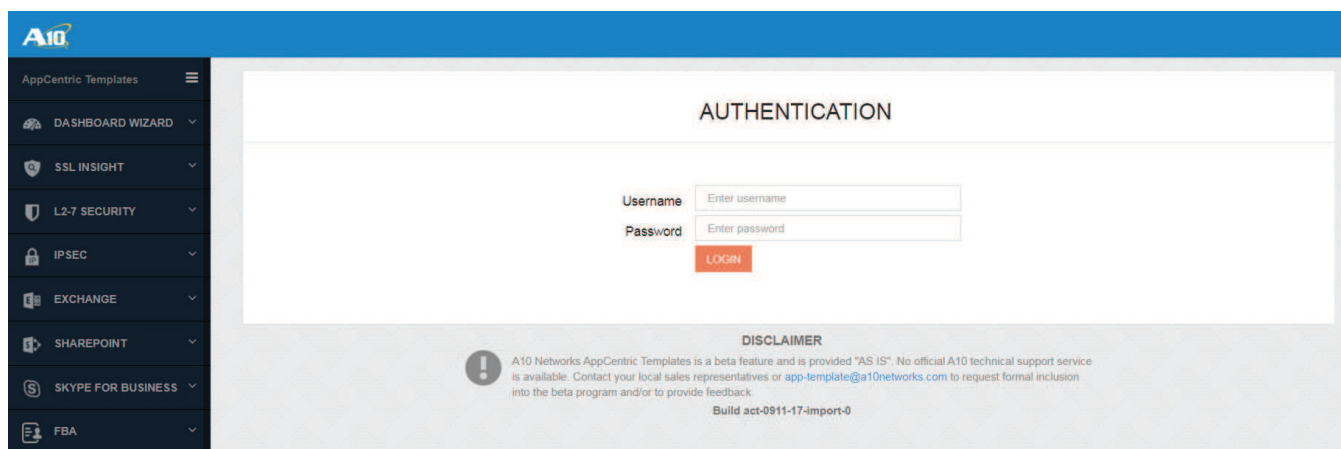 A10
AppCentric Templates
DASHBOARD WIZARD
SSL INSIGHT
L2-7 SECURITY
IPSEC
EXCHANGE
SHAREPOINT
SKYPE FOR BUSINESS
FBA
AUTHENTICATION
Username Enter username
Password Enter password
LOGIN
DISCLAIMER
A10 Networks AppCentric Templates is a beta feature and is provided "AS IS". No official A10 technical support service
is available. Contact your local sales representatives or app-template@a10networks.com to request formal inclusion
into the beta program and/or to provide feedback.
Build act-0911-17-import-0